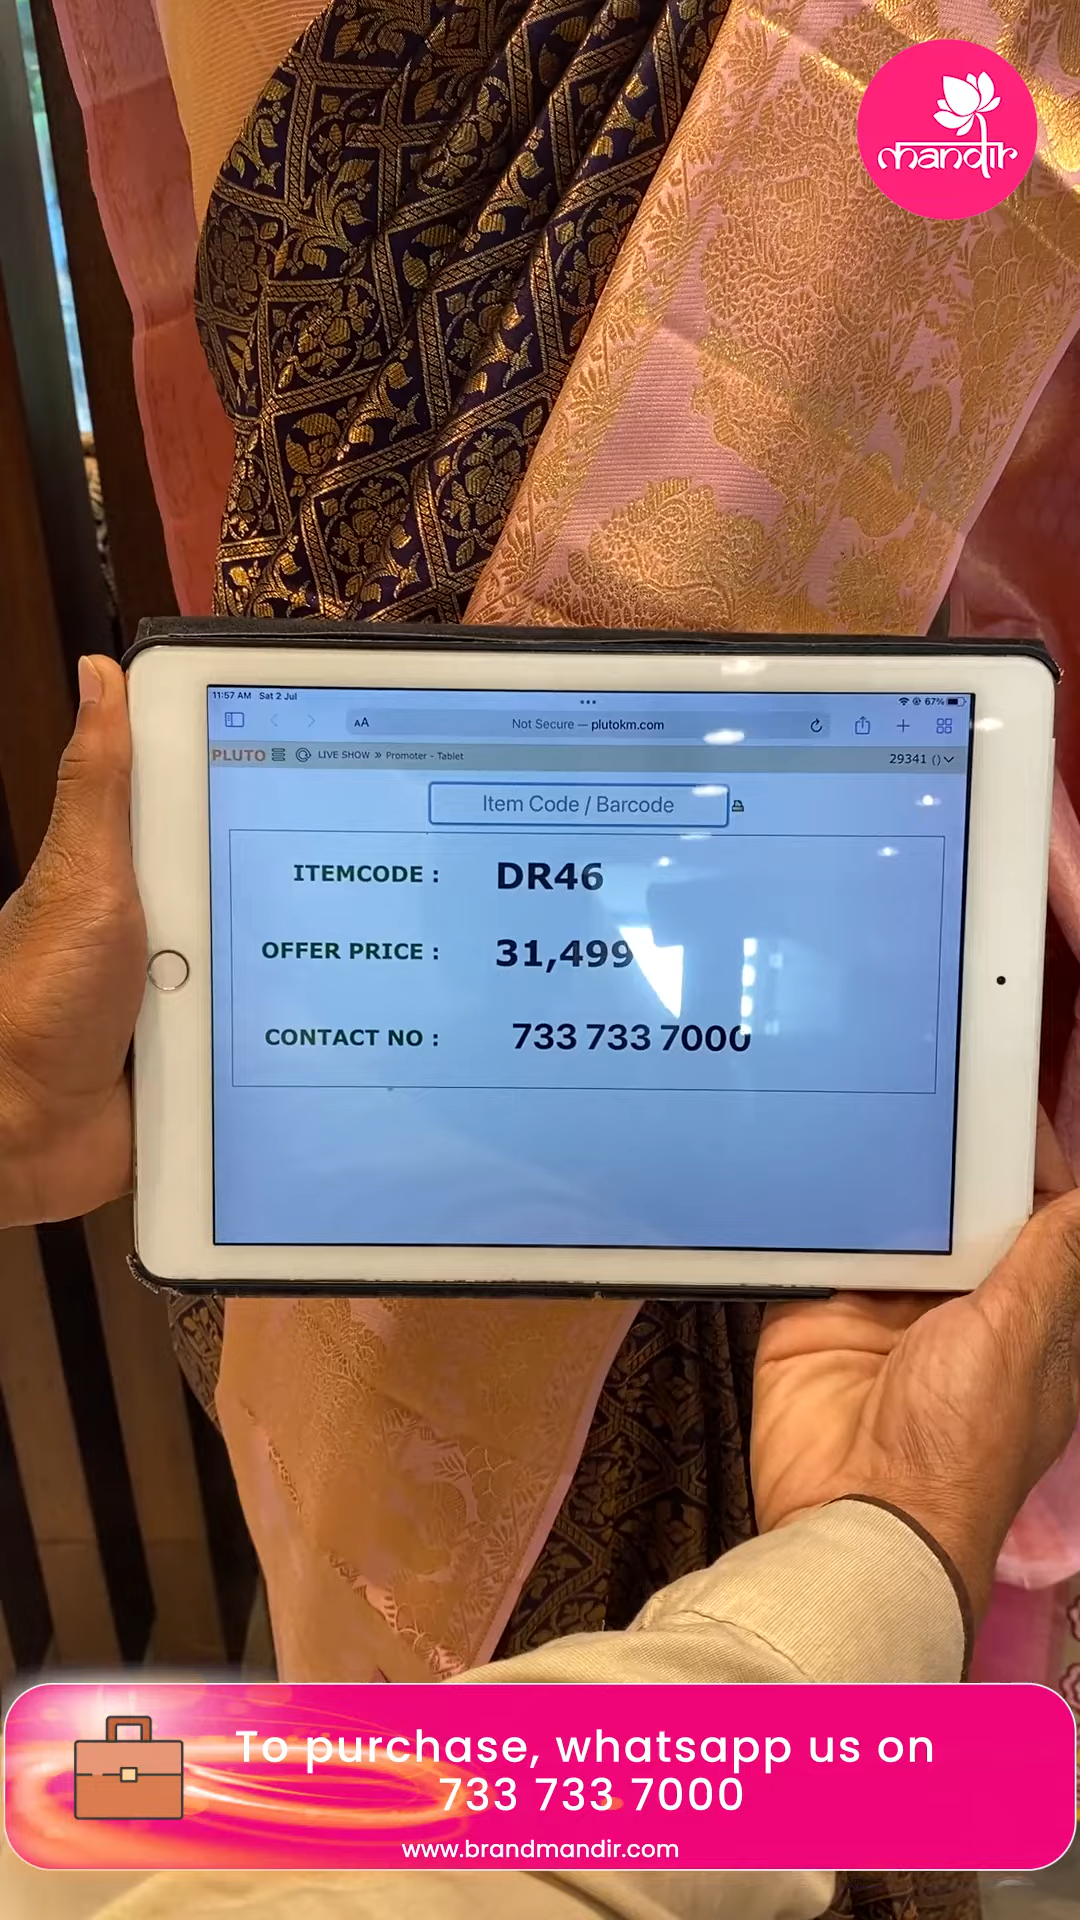 mandir
11:57 AM Sat 2 Jul
67%
AA
Not Secure — plutokm.com
PLUTO
LIVE SHOW » Promoter - Tablet
29341 ()
Item Code / Barcode
ITEMCODE : DR46
OFFER PRICE : 31,499
CONTACT NO : 733 733 7000
To purchase, whatsapp us on
733 733 7000
www.brandmandir.com